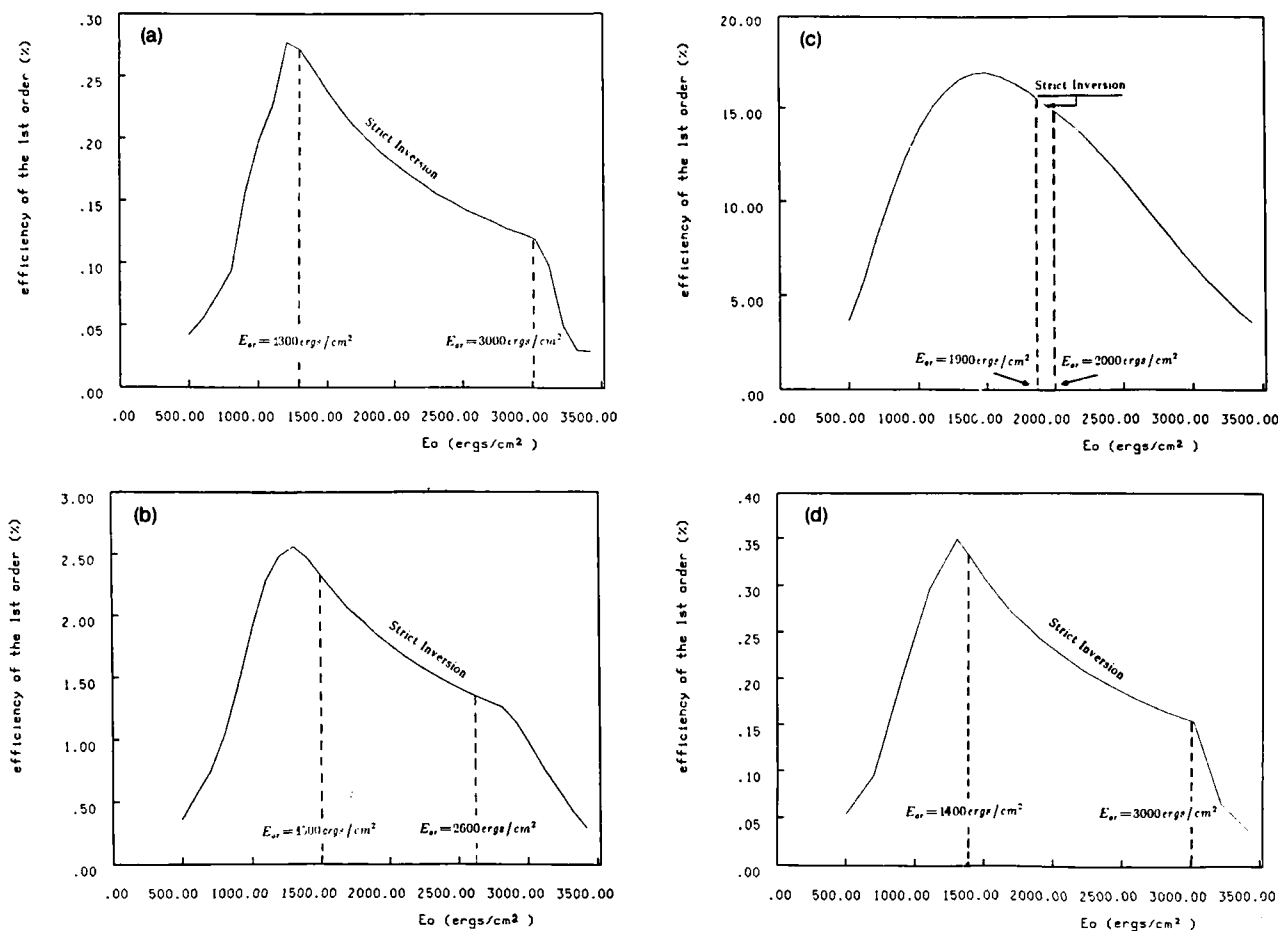 (a)
efficiency of the 1st order (%)
.30
.25
.20
.15
.10
.05
.00
Strict Inversion
E_or = 1300 ergs/cm²
E_or = 3000 ergs/cm²
.00 500.00 1000.00 1500.00 2000.00 2500.00 3000.00 3500.00
Eo (ergs/cm²)
(b)
efficiency of the 1st order (%)
3.00
2.50
2.00
1.50
1.00
.50
.00
Strict Inversion
E_or = 1500 ergs/cm²
E_or = 2600 ergs/cm²
.00 500.00 1000.00 1500.00 2000.00 2500.00 3000.00 3500.00
Eo (ergs/cm²)
(c)
efficiency of the 1st order (%)
20.00
15.00
10.00
5.00
.00
Strict Inversion
E_or = 1900 ergs/cm²
E_or = 2000 ergs/cm²
.00 500.00 1000.00 1500.00 2000.00 2500.00 3000.00 3500.00
Eo (ergs/cm²)
(d)
efficiency of the 1st order (%)
.40
.35
.30
.25
.20
.15
.10
.05
.00
Strict Inversion
E_or = 1400 ergs/cm²
E_or = 3000 ergs/cm²
.00 500.00 1000.00 1500.00 2000.00 2500.00 3000.00 3500.00
Eo (ergs/cm²)